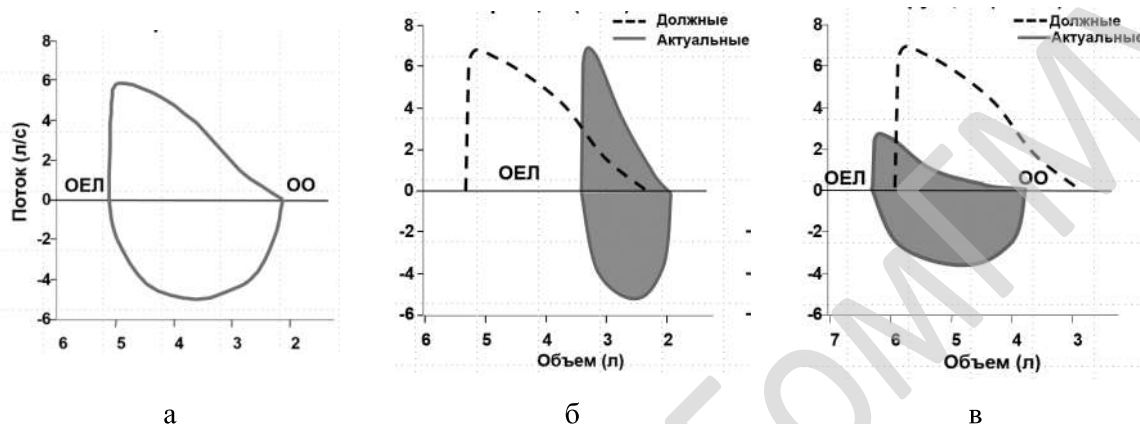 Должные
Актуальные
8
6
4
2
0
-2
-4
-6
Поток (л/с)
ОЕЛ
ОО
6 5 4 3 2
8
6
4
2
0
-2
-4
-6
ОЕЛ
6 5 4 3 2
Объем (л)
Должные
Актуальные
8
6
4
2
0
-2
-4
-6
ОЕЛ
ОО
7 6 5 4 3
Объем (л)
а б в